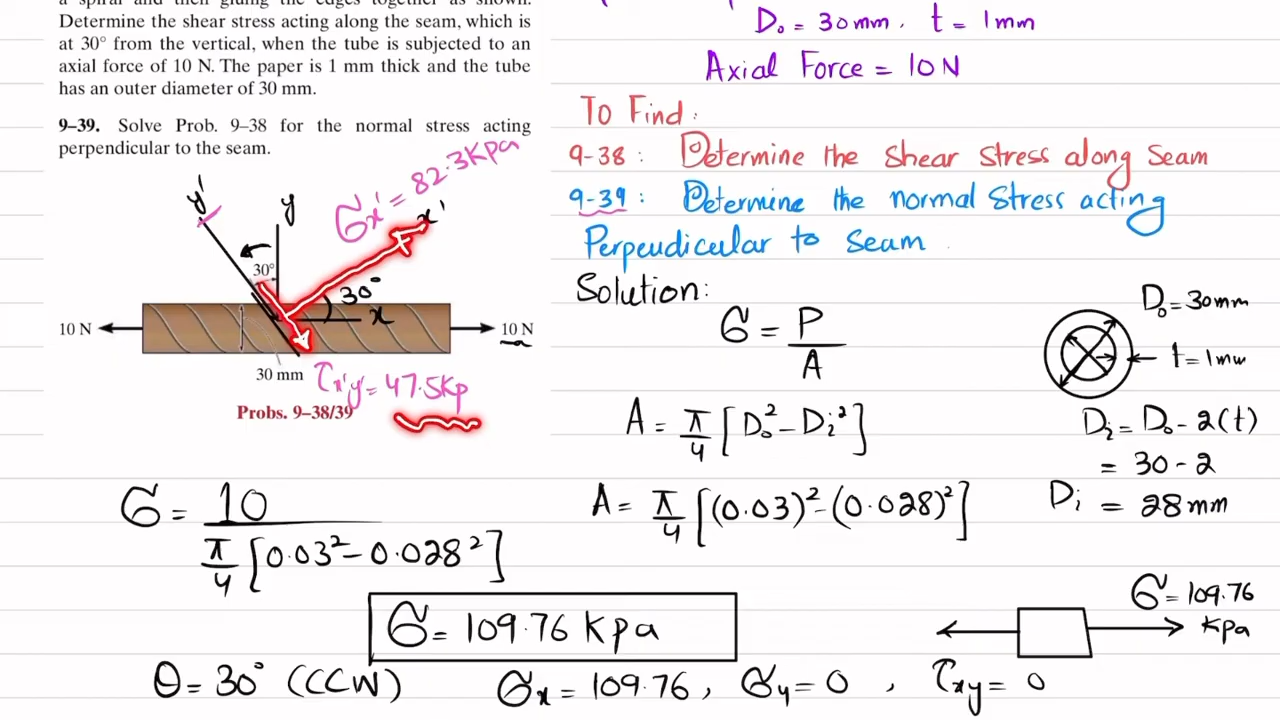 a spiral and then gluing the edges together as shown.
Determine the shear stress acting along the seam, which is
at 30° from the vertical, when the tube is subjected to an
axial force of 10 N. The paper is 1 mm thick and the tube
has an outer diameter of 30 mm.
9–39. Solve Prob. 9–38 for the normal stress acting
perpendicular to the seam.
y'
y
σx' = 82.3KPa
x'
30°
30°
x
10 N
10 N
30 mm
τx'y' = 47.5Kp
Probs. 9–38/39
D₀ = 30mm, t = 1mm
Axial Force = 10N
To Find:
9-38: Determine the Shear Stress along Seam
9-39: Determine the normal Stress acting
Perpendicular to Seam
Solution:
σ = P/A
D₀ = 30mm
t = 1mm
A = π/4 [D₀² - Dᵢ²]
Dᵢ = D₀ - 2(t)
= 30 - 2
Dᵢ = 28mm
A = π/4 [(0.03)² - (0.028)²]
σ = 10 / π/4 [0.03² - 0.028²]
σ = 109.76 KPa
σ = 109.76
KPa
θ = 30° (CCW) σx = 109.76, σy = 0, τxy = 0